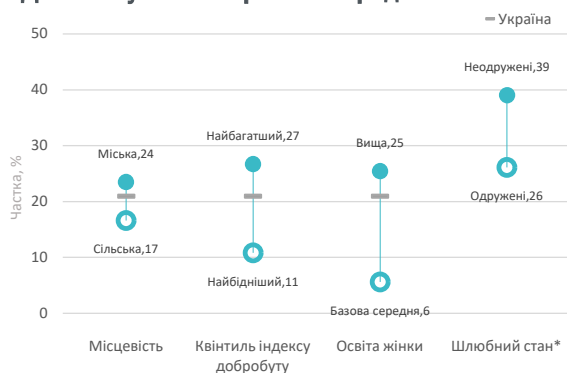 Україна
50
40
30
20
10
0
Частка, %
Неодружені,39
Найбагатший,27
Вища,25
Міська,24
Одружені,26
Сільська,17
Найбідніший,11
Базова середня,6
Місцевість
Квінтиль індексу
добробуту
Освіта жінки
Шлюбний стан*